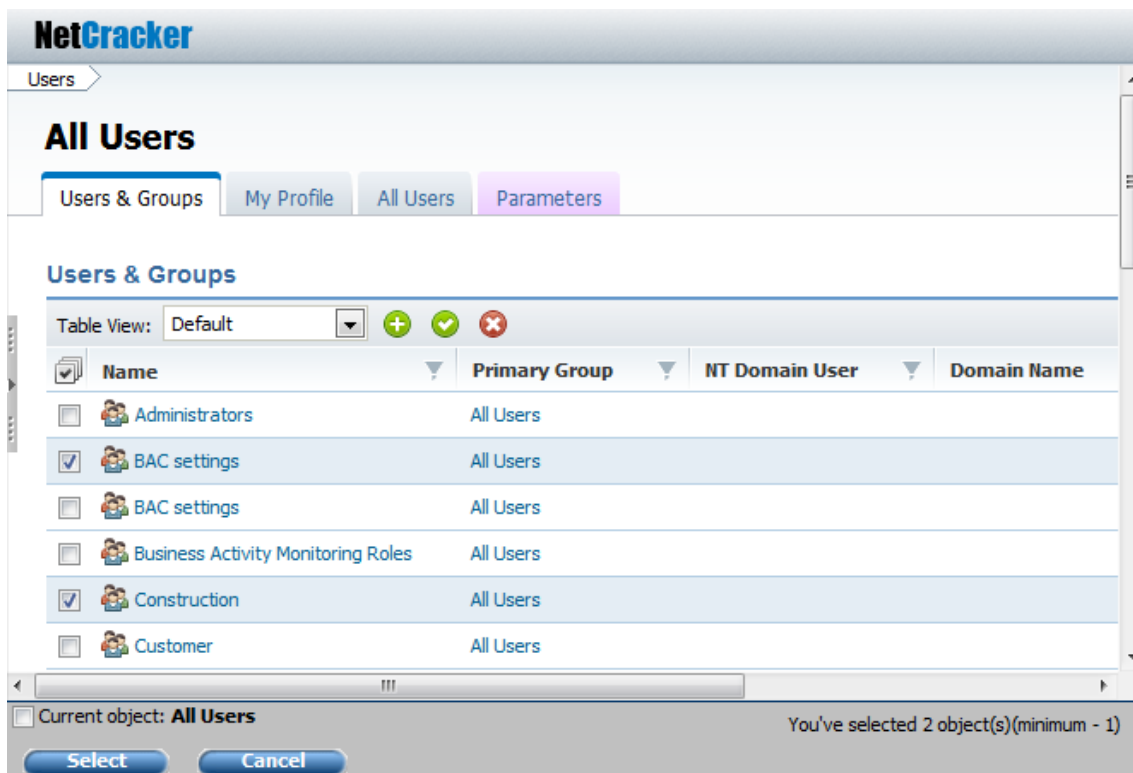 NetCracker
Users
All Users
Users & Groups My Profile All Users Parameters
Users & Groups
Table View: Default
Name Primary Group NT Domain User Domain Name
Administrators All Users
BAC settings All Users
BAC settings All Users
Business Activity Monitoring Roles All Users
Construction All Users
Customer All Users
Current object: All Users You've selected 2 object(s)(minimum - 1)
Select Cancel